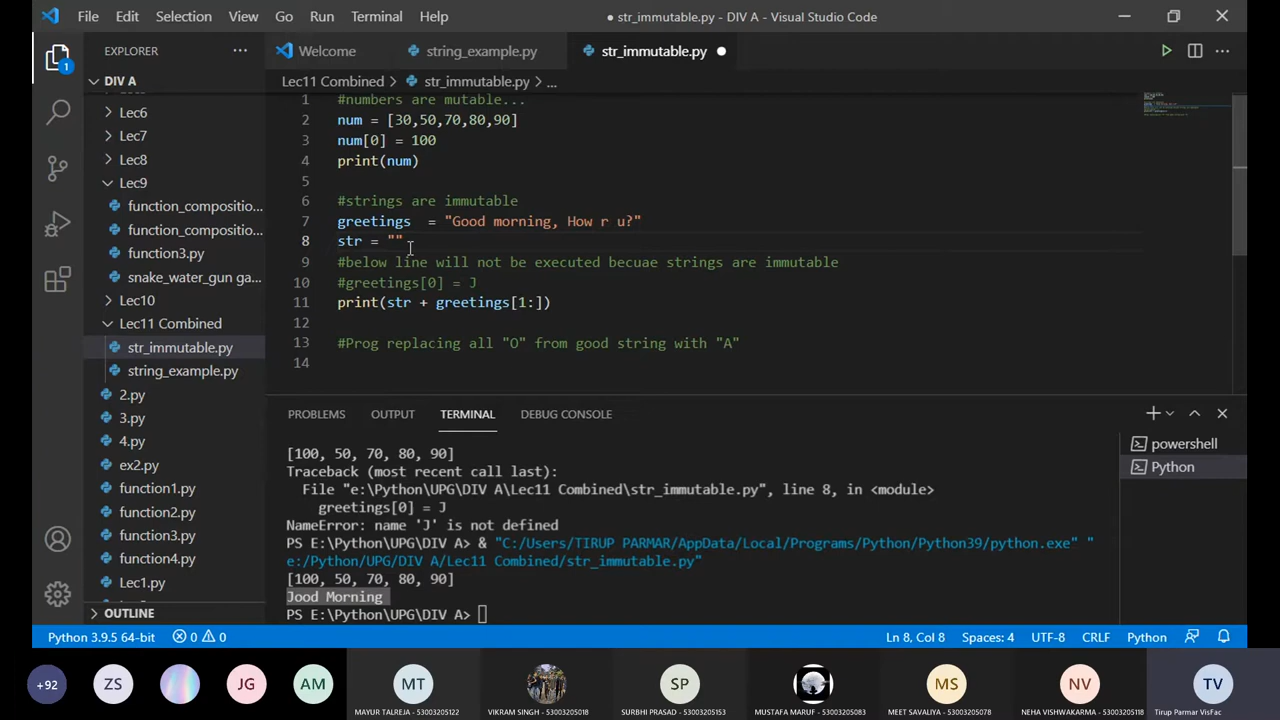 File Edit Selection View Go Run Terminal Help
● str_immutable.py - DIV A - Visual Studio Code
EXPLORER ···
Welcome string_example.py str_immutable.py ●
DIV A
Lec11 Combined > str_immutable.py > ...
Lec6
Lec7
Lec8
Lec9
function_compositio...
function_compositio...
function3.py
snake_water_gun ga...
Lec10
Lec11 Combined
str_immutable.py
string_example.py
2.py
3.py
4.py
ex2.py
function1.py
function2.py
function3.py
function4.py
Lec1.py
OUTLINE
1 #numbers are mutable...
2 num = [30,50,70,80,90]
3 num[0] = 100
4 print(num)
5
6 #strings are immutable
7 greetings  = "Good morning, How r u?"
8 str = ""
9 #below line will not be executed becuae strings are immutable
10 #greetings[0] = J
11 print(str + greetings[1:])
12
13 #Prog replacing all "O" from good string with "A"
14
PROBLEMS OUTPUT TERMINAL DEBUG CONSOLE
[100, 50, 70, 80, 90]
Traceback (most recent call last):
File "e:\Python\UPG\DIV A\Lec11 Combined\str_immutable.py", line 8, in <module>
greetings[0] = J
NameError: name 'J' is not defined
PS E:\Python\UPG\DIV A> & "C:/Users/TIRUP PARMAR/AppData/Local/Programs/Python/Python39/python.exe" "
e:/Python/UPG/DIV A/Lec11 Combined/str_immutable.py"
[100, 50, 70, 80, 90]
Jood Morning
PS E:\Python\UPG\DIV A>
powershell
Python
1
Python 3.9.5 64-bit 0 0 Ln 8, Col 8 Spaces: 4 UTF-8 CRLF Python
+92 ZS JG AM MT SP MS NV TV
MAYUR TALREJA - 53003205122
VIKRAM SINGH - 53003205018
SURBHI PRASAD - 53003205153
MUSTAFA MARUF - 53003205083
MEET SAVALIYA - 53003205078
NEHA VISHWAKARMA - 53003205118
Tirup Parmar VisFac